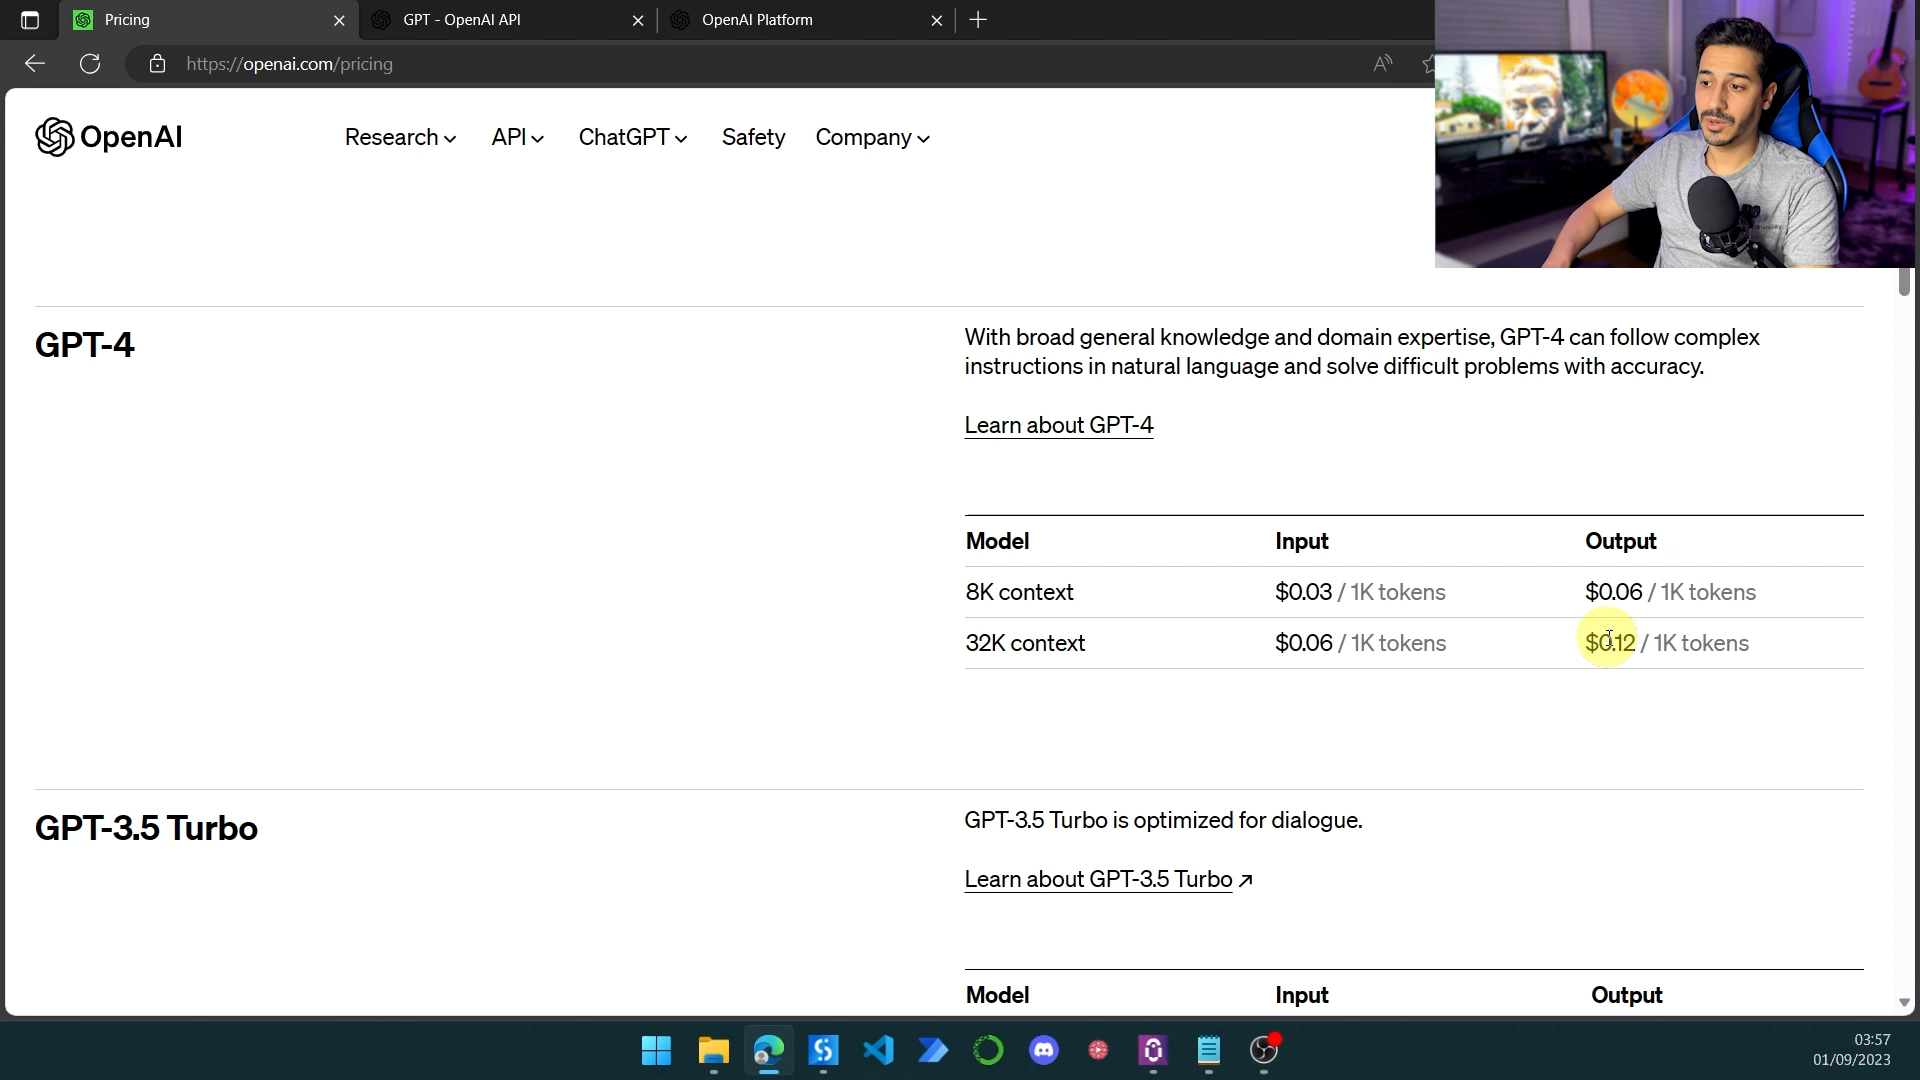 Pricing
GPT - OpenAI API
OpenAI Platform
https://openai.com/pricing
OpenAI
Research
API
ChatGPT
Safety
Company
GPT-4
With broad general knowledge and domain expertise, GPT-4 can follow complex
instructions in natural language and solve difficult problems with accuracy.
Learn about GPT-4
Model Input Output
8K context $0.03 / 1K tokens $0.06 / 1K tokens
32K context $0.06 / 1K tokens $0.12 / 1K tokens
GPT-3.5 Turbo
GPT-3.5 Turbo is optimized for dialogue.
Learn about GPT-3.5 Turbo ↗
Model Input Output
03:57
01/09/2023